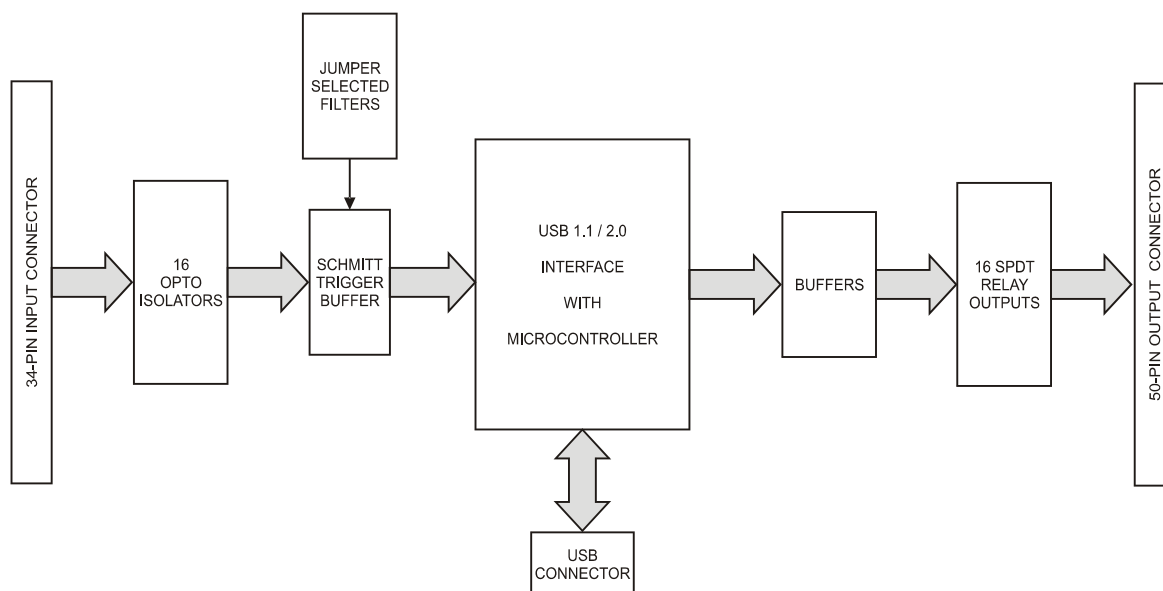 34-PIN INPUT CONNECTOR
16
OPTO
ISOLATORS
JUMPER
SELECTED
FILTERS
SCHMITT
TRIGGER
BUFFER
USB 1.1 / 2.0
INTERFACE
WITH
MICROCONTROLLER
USB
CONNECTOR
BUFFERS
16 SPDT
RELAY
OUTPUTS
50-PIN OUTPUT CONNECTOR